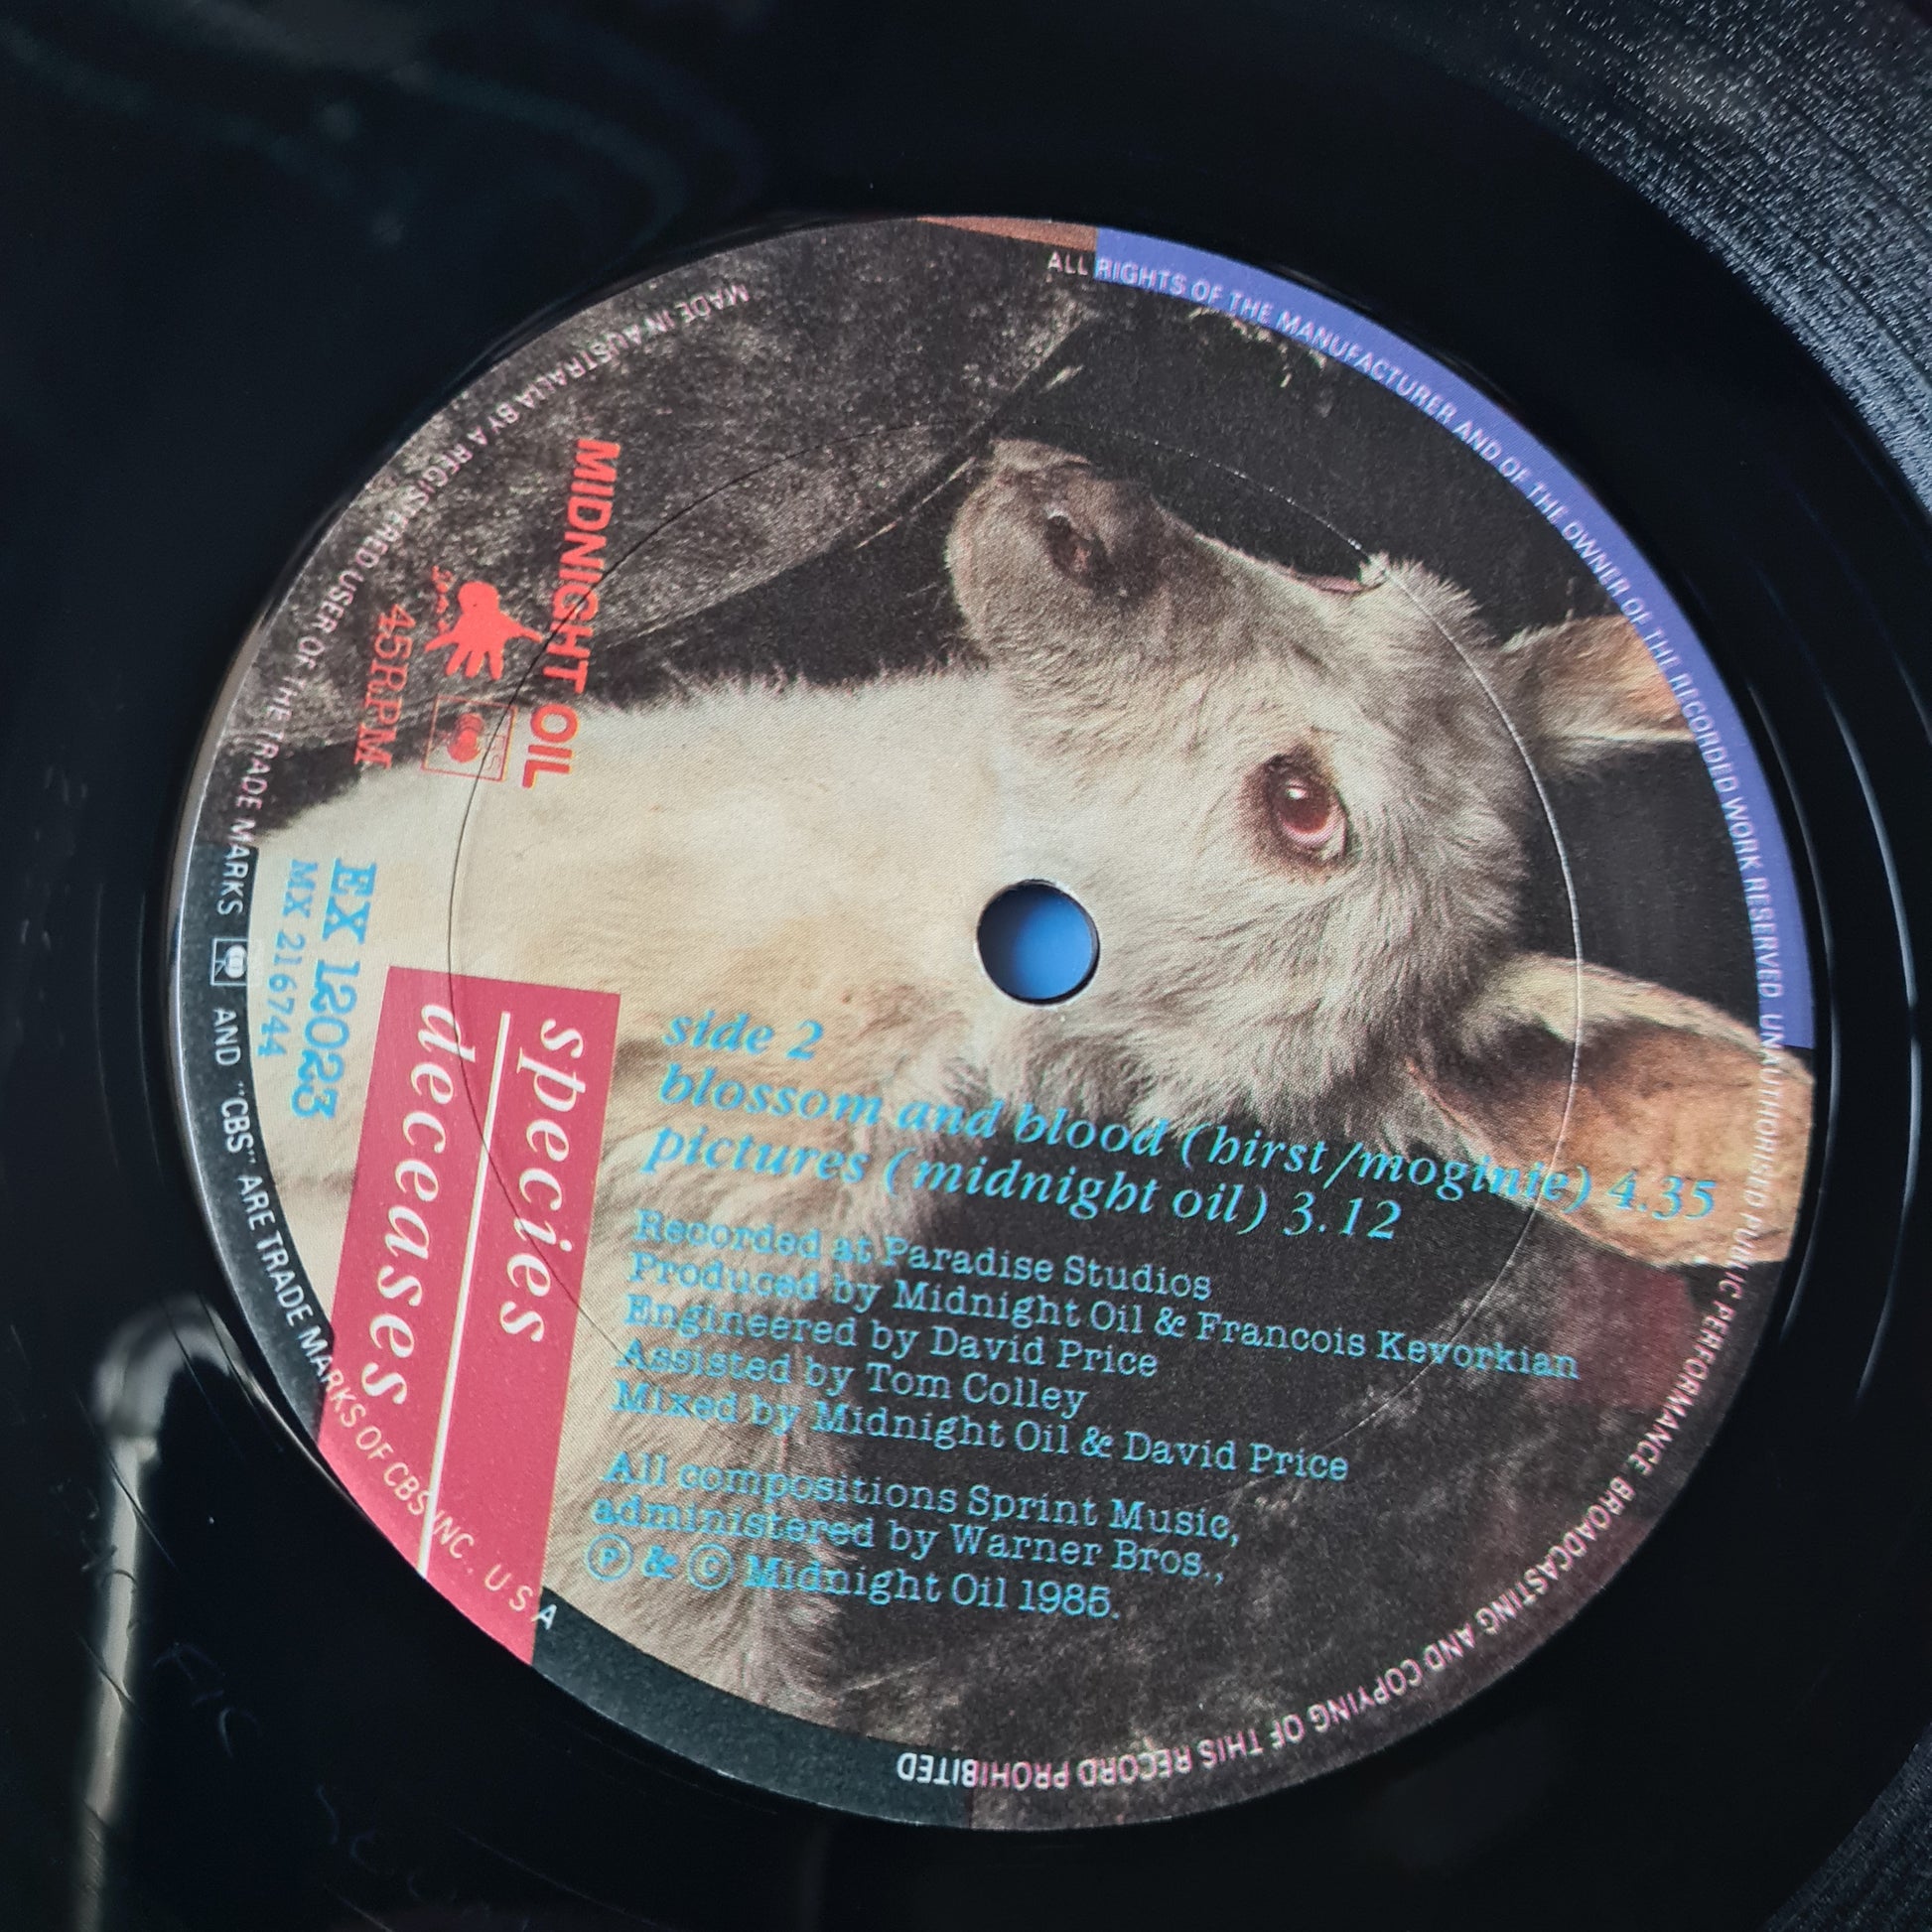 MIDNIGHT OIL
45RPM
CBS
EX 12023
MX 216744
species
deceases
side 2
blossom and blood (hirst/moginie) 4.35
pictures (midnight oil) 3.12
Recorded at Paradise Studios
Produced by Midnight Oil & Francois Kevorkian
Engineered by David Price
Assisted by Tom Colley
Mixed by Midnight Oil & David Price
All compositions Sprint Music,
administered by Warner Bros.,
Ⓟ & © Midnight Oil 1985.
MADE IN AUSTRALIA BY A REGISTERED USER OF THE TRADE MARKS AND "CBS" ARE TRADE MARKS OF CBS INC., USA
ALL RIGHTS OF THE MANUFACTURER AND OF THE OWNER OF THE RECORDED WORK RESERVED. UNAUTHORISED PUBLIC PERFORMANCE BROADCASTING AND COPYING OF THIS RECORD PROHIBITED